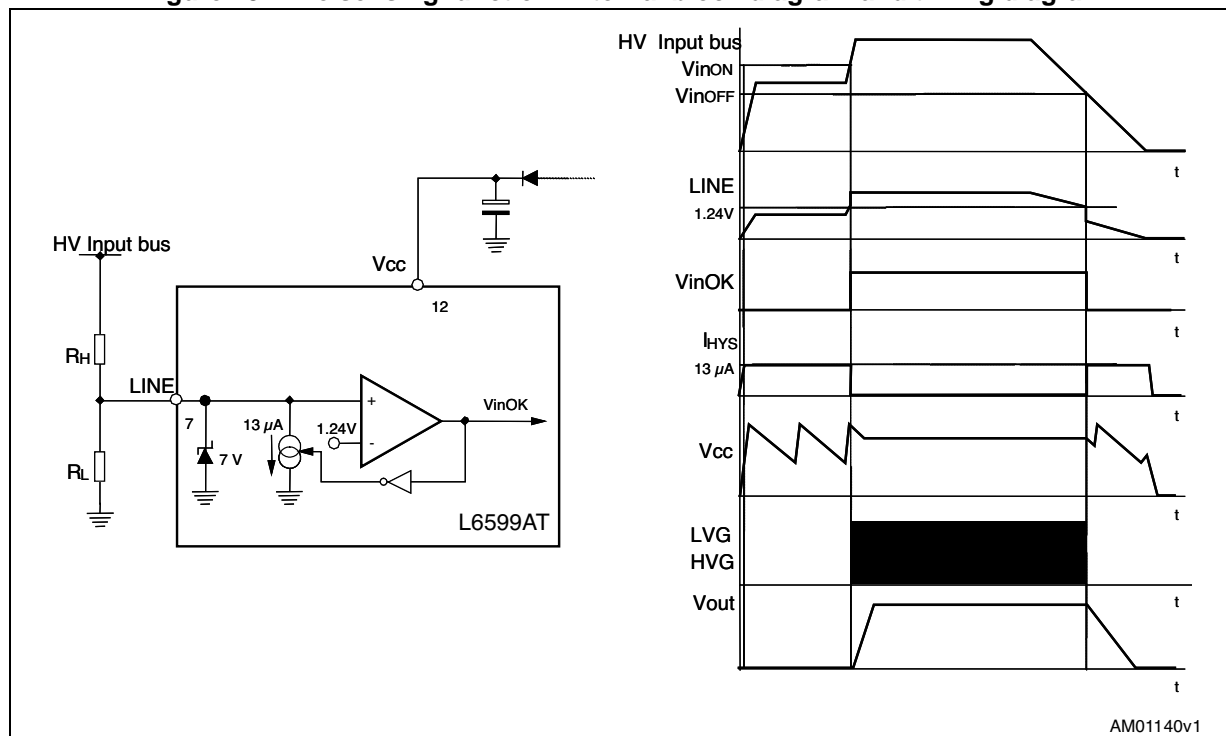 HV Input bus
VinON
VinOFF
t
LINE
1.24V
t
VinOK
t
IHYS
13 µA
t
Vcc
t
LVG
HVG
t
Vout
t
HV Input bus
RH
RL
LINE
7
7 V
13 µA
1.24V
+
-
VinOK
Vcc
12
L6599AT
AM01140v1